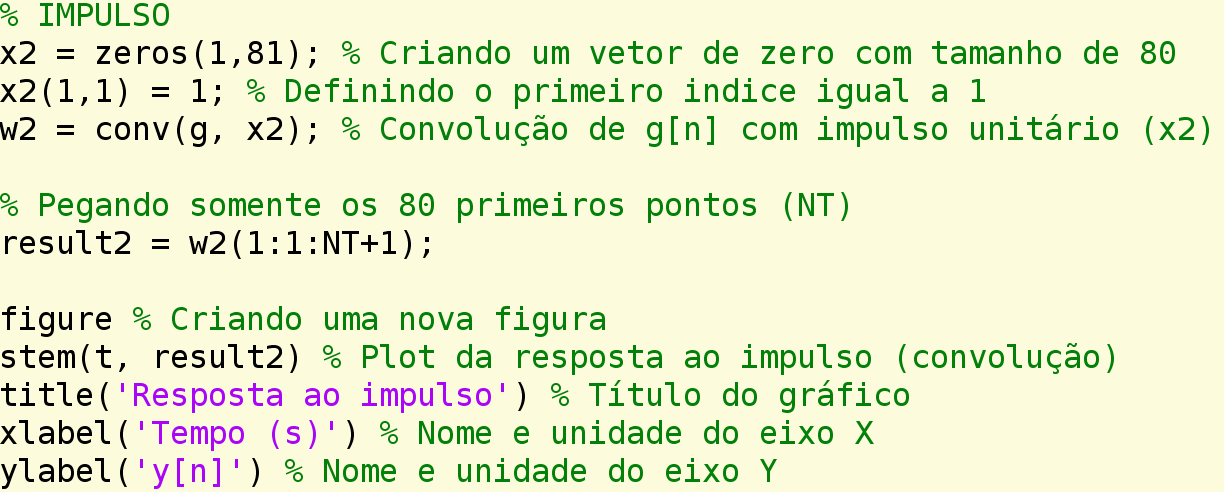 % IMPULSO
x2 = zeros(1,81); % Criando um vetor de zero com tamanho de 80
x2(1,1) = 1; % Definindo o primeiro indice igual a 1
w2 = conv(g, x2); % Convolução de g[n] com impulso unitário (x2)
% Pegando somente os 80 primeiros pontos (NT)
result2 = w2(1:1:NT+1);
figure % Criando uma nova figura
stem(t, result2) % Plot da resposta ao impulso (convolução)
title('Resposta ao impulso') % Título do gráfico
xlabel('Tempo (s)') % Nome e unidade do eixo X
ylabel('y[n]') % Nome e unidade do eixo Y